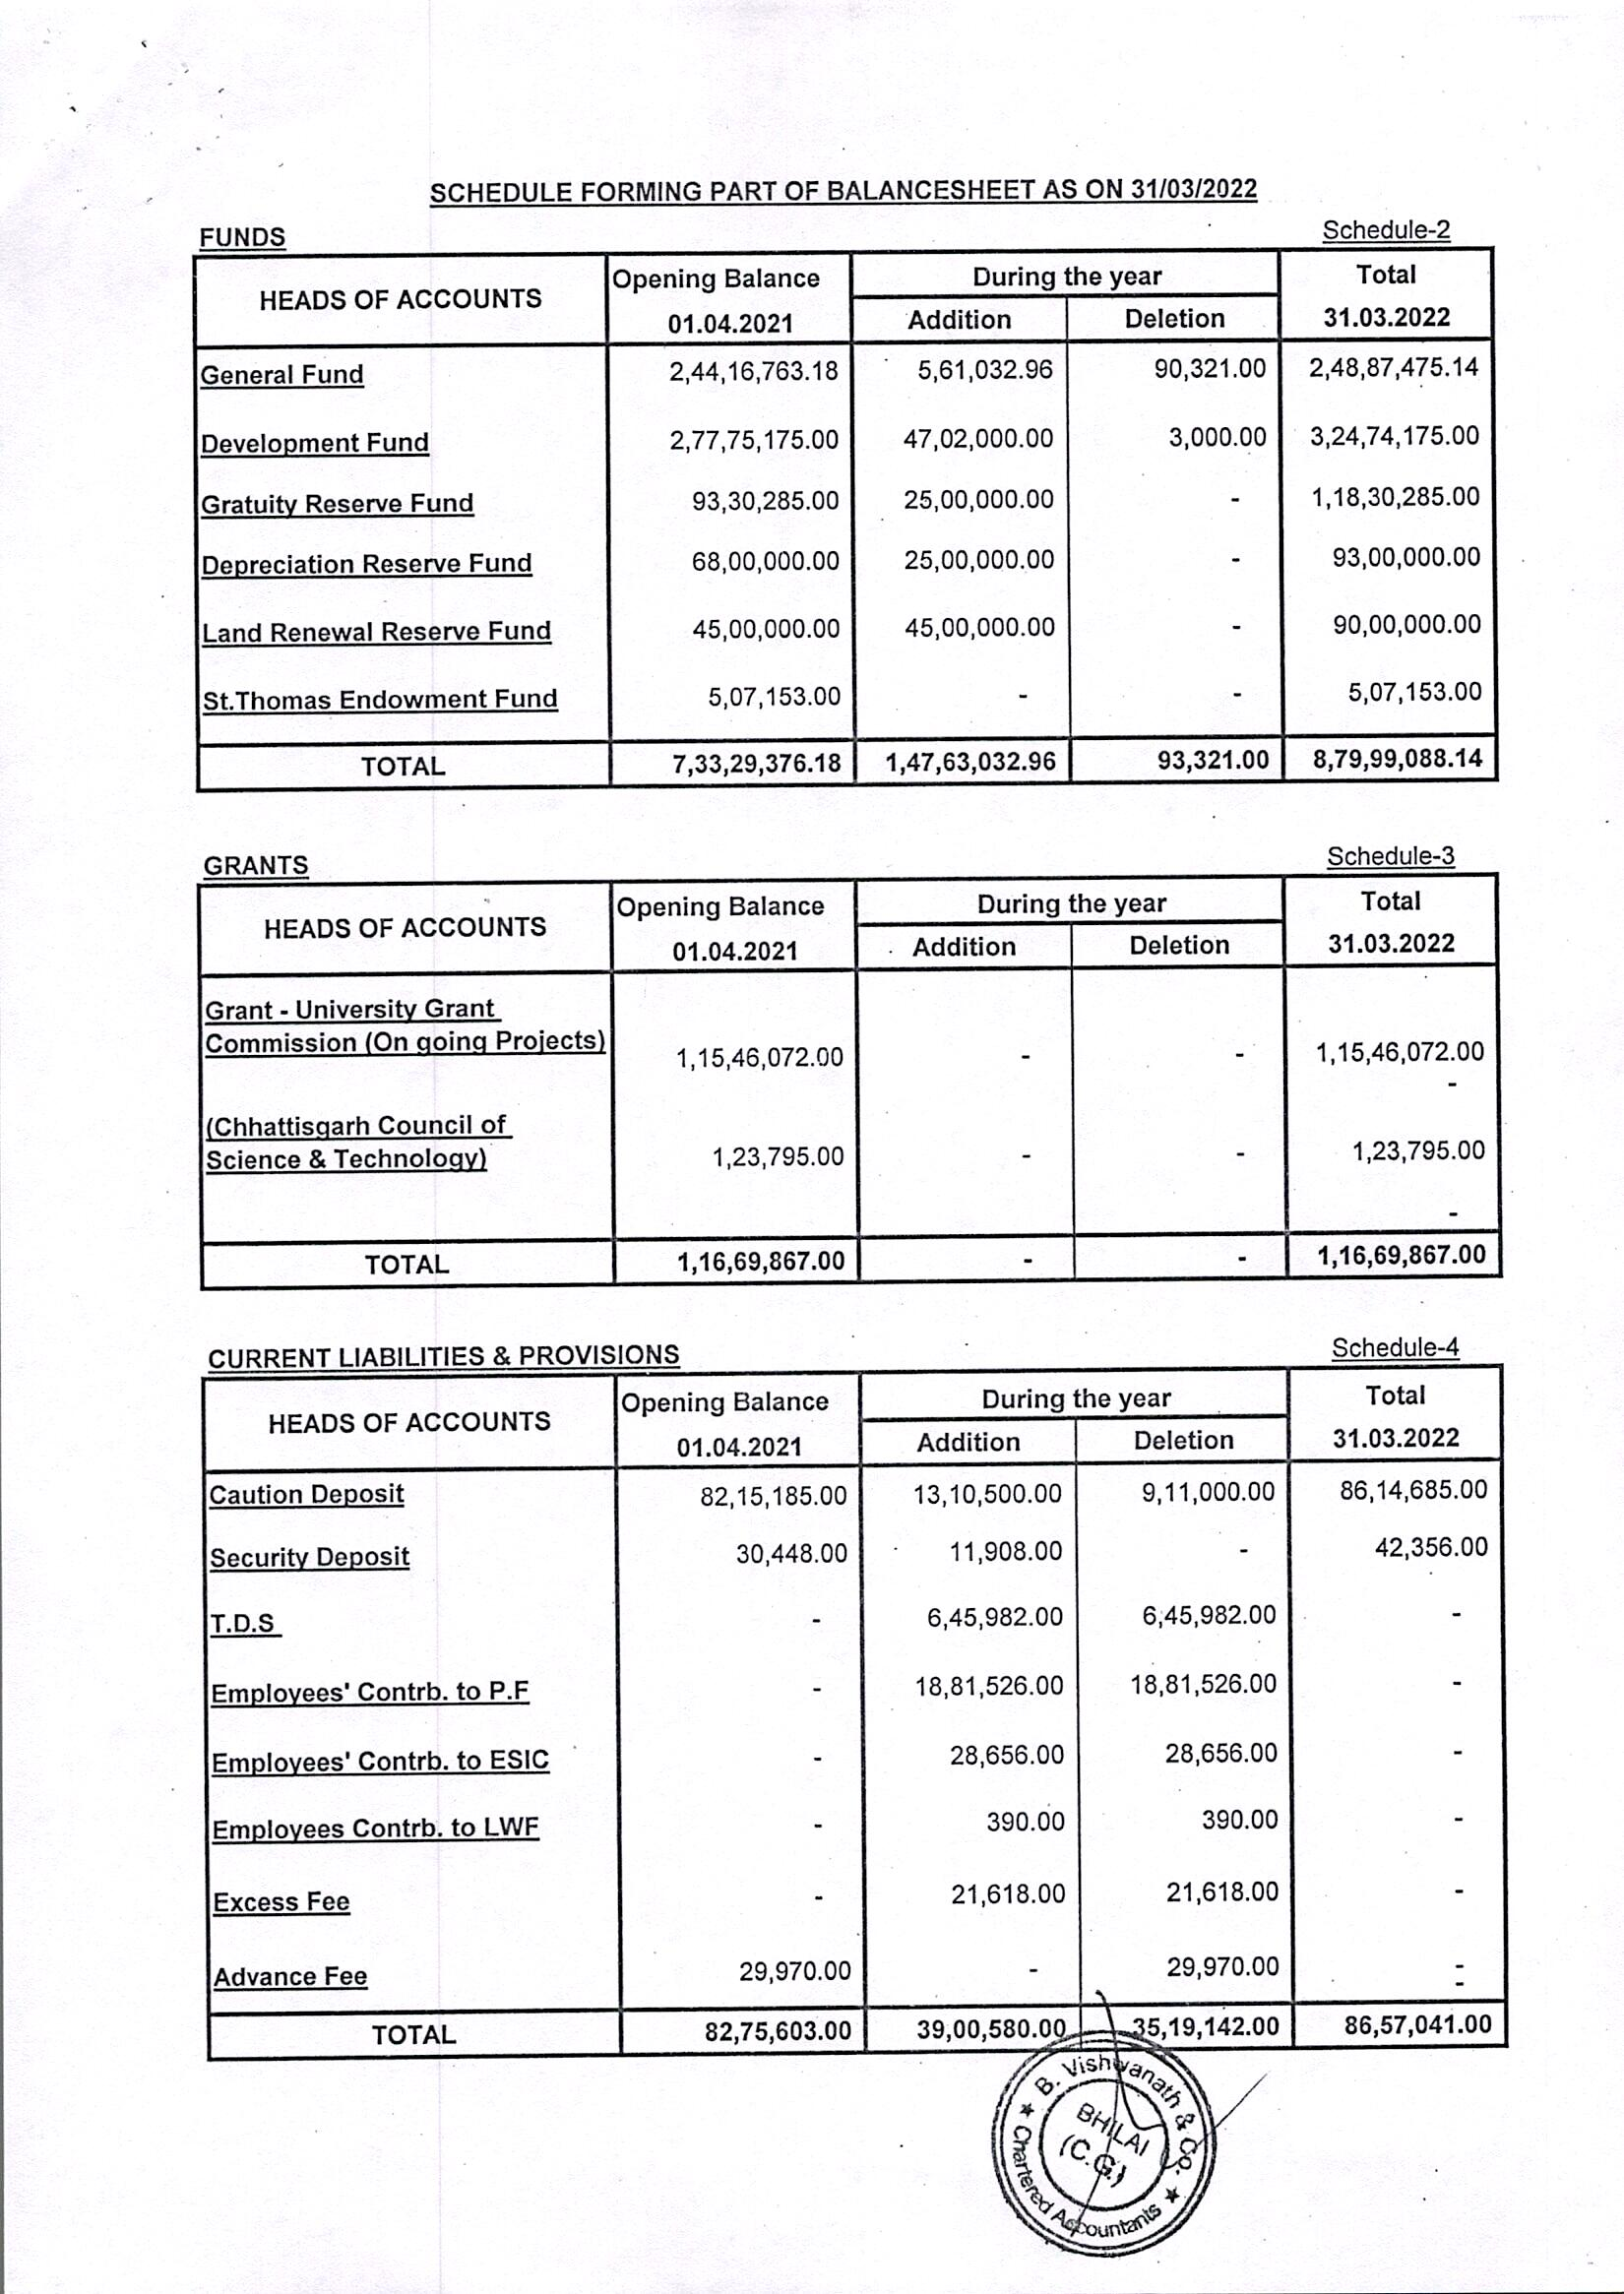 SCHEDULE FORMING PART OF BALANCESHEET AS ON 31/03/2022
FUNDS Schedule-2
HEADS OF ACCOUNTS Opening Balance 01.04.2021 During the year Addition Deletion Total 31.03.2022
General Fund 2,44,16,763.18 5,61,032.96 90,321.00 2,48,87,475.14
Development Fund 2,77,75,175.00 47,02,000.00 3,000.00 3,24,74,175.00
Gratuity Reserve Fund 93,30,285.00 25,00,000.00 - 1,18,30,285.00
Depreciation Reserve Fund 68,00,000.00 25,00,000.00 - 93,00,000.00
Land Renewal Reserve Fund 45,00,000.00 45,00,000.00 - 90,00,000.00
St.Thomas Endowment Fund 5,07,153.00 - - 5,07,153.00
TOTAL 7,33,29,376.18 1,47,63,032.96 93,321.00 8,79,99,088.14
GRANTS Schedule-3
HEADS OF ACCOUNTS Opening Balance 01.04.2021 During the year Addition Deletion Total 31.03.2022
Grant - University Grant
Commission (On going Projects) 1,15,46,072.00 - - 1,15,46,072.00
-
(Chhattisgarh Council of
Science & Technology) 1,23,795.00 - - 1,23,795.00
-
TOTAL 1,16,69,867.00 - - 1,16,69,867.00
CURRENT LIABILITIES & PROVISIONS Schedule-4
HEADS OF ACCOUNTS Opening Balance 01.04.2021 During the year Addition Deletion Total 31.03.2022
Caution Deposit 82,15,185.00 13,10,500.00 9,11,000.00 86,14,685.00
Security Deposit 30,448.00 11,908.00 - 42,356.00
T.D.S - 6,45,982.00 6,45,982.00 -
Employees' Contrb. to P.F - 18,81,526.00 18,81,526.00 -
Employees' Contrb. to ESIC - 28,656.00 28,656.00 -
Employees Contrb. to LWF - 390.00 390.00 -
Excess Fee - 21,618.00 21,618.00 -
Advance Fee 29,970.00 - 29,970.00 -
-
TOTAL 82,75,603.00 39,00,580.00 35,19,142.00 86,57,041.00
B. Vishwanath & Co.
BHILAI
(C.G.)
Chartered Accountants